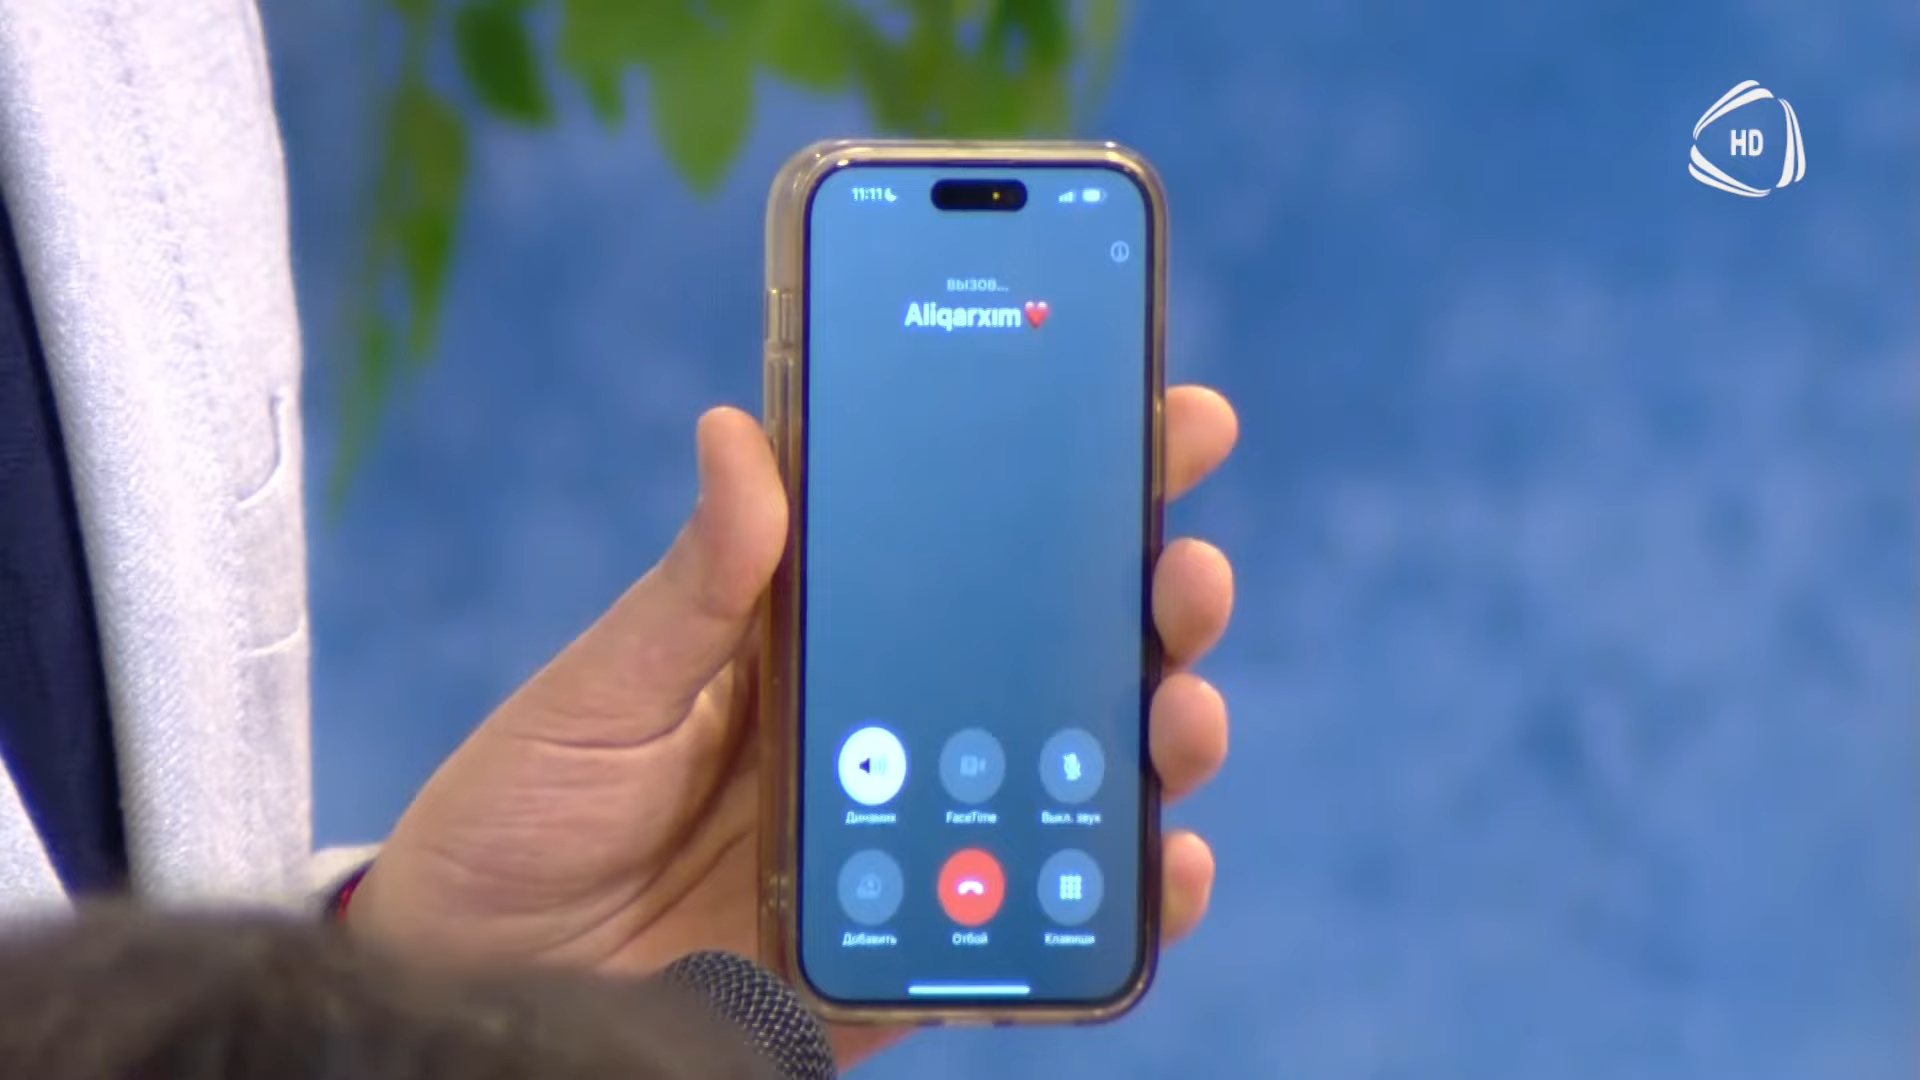 11:11
HD
вызов...
Aliqarxım❤️
Динамик
FaceTime
Выкл. звук
Добавить
Отбой
Клавиши